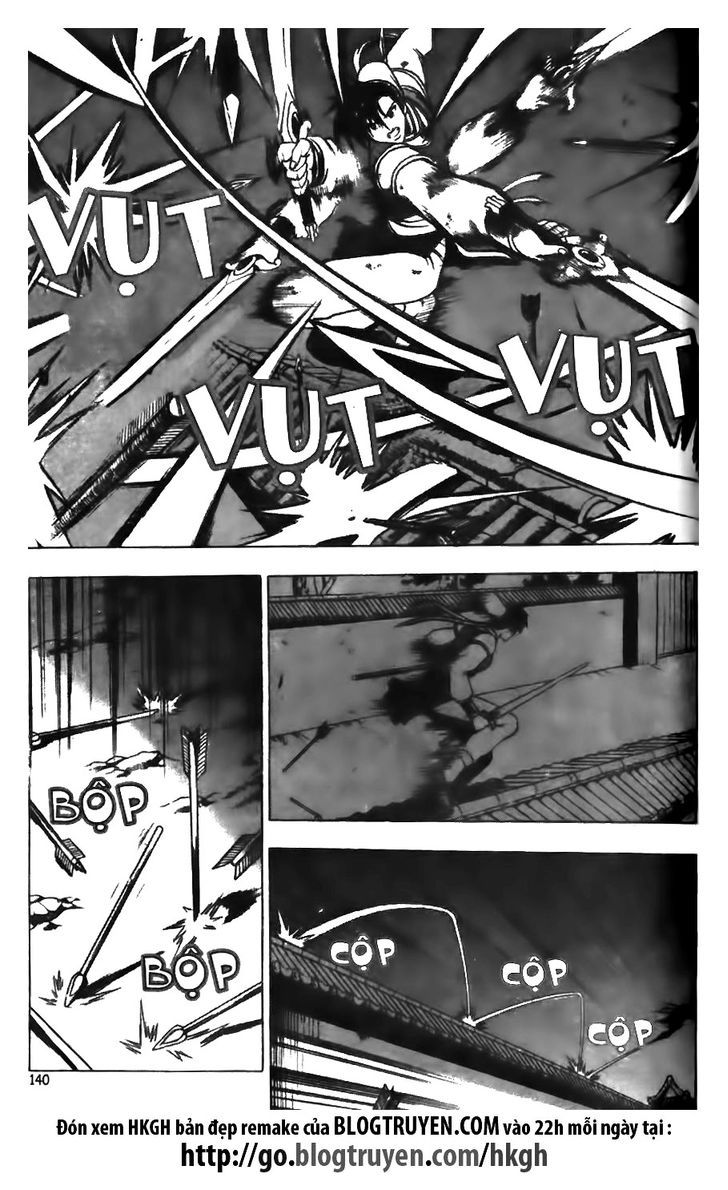 VỤT
VỤT
VỤT
BỘP
BỘP
CỘP
CỘP
CỘP
140
Đón xem HKGH bản đẹp remake của BLOGTRUYEN.COM vào 22h mỗi ngày tại :
http://go.blogtruyen.com/hkgh